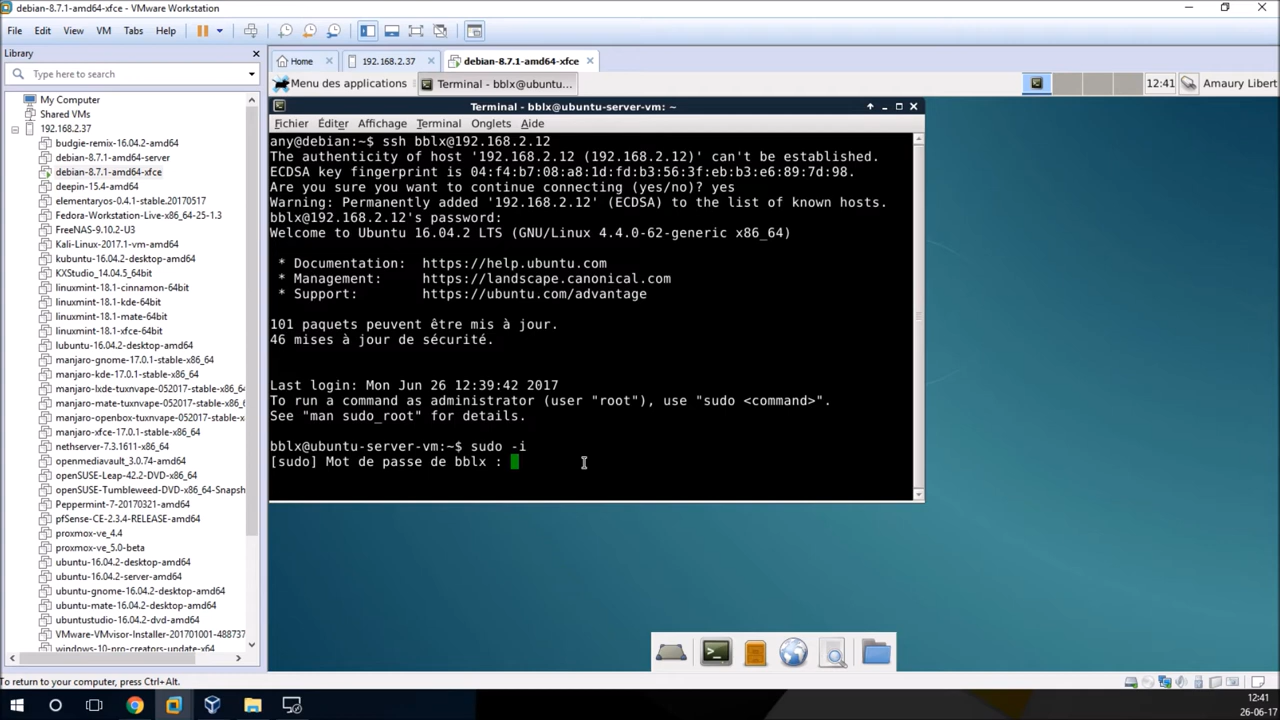 debian-8.7.1-amd64-xfce - VMware Workstation
File Edit View VM Tabs Help
Library
Type here to search
My Computer
Shared VMs
192.168.2.37
budgie-remix-16.04.2-amd64
debian-8.7.1-amd64-server
debian-8.7.1-amd64-xfce
deepin-15.4-amd64
elementaryos-0.4.1-stable.20170517
Fedora-Workstation-Live-x86_64-25-1.3
FreeNAS-9.10.2-U3
Kali-Linux-2017.1-vm-amd64
kubuntu-16.04.2-desktop-amd64
KXStudio_14.04.5_64bit
linuxmint-18.1-cinnamon-64bit
linuxmint-18.1-kde-64bit
linuxmint-18.1-mate-64bit
linuxmint-18.1-xfce-64bit
lubuntu-16.04.2-desktop-amd64
manjaro-gnome-17.0.1-stable-x86_64
manjaro-kde-17.0.1-stable-x86_64
manjaro-lxde-tuxnvape-052017-stable-x86_64
manjaro-mate-tuxnvape-052017-stable-x86
manjaro-openbox-tuxnvape-052017-stable-
manjaro-xfce-17.0.1-stable-x86_64
nethserver-7.3.1611-x86_64
openmediavault_3.0.74-amd64
openSUSE-Leap-42.2-DVD-x86_64
openSUSE-Tumbleweed-DVD-x86_64-Snaps
Peppermint-7-20170321-amd64
pfSense-CE-2.3.4-RELEASE-amd64
proxmox-ve_4.4
proxmox-ve_5.0-beta
ubuntu-16.04.2-desktop-amd64
ubuntu-16.04.2-server-amd64
ubuntu-gnome-16.04.2-desktop-amd64
ubuntu-mate-16.04.2-desktop-amd64
ubuntustudio-16.04.2-dvd-amd64
VMware-VMvisor-Installer-201701001-488737
windows-10-pro-creators-update-x64
Home 192.168.2.37 debian-8.7.1-amd64-xfce
Menu des applications Terminal - bblx@ubuntu... 12:41 Amaury Libert
Terminal - bblx@ubuntu-server-vm: ~
Fichier Éditer Affichage Terminal Onglets Aide
any@debian:~$ ssh bblx@192.168.2.12
The authenticity of host '192.168.2.12 (192.168.2.12)' can't be established.
ECDSA key fingerprint is 04:f4:b7:08:a8:1d:fd:b3:56:3f:eb:b3:e6:89:7d:98.
Are you sure you want to continue connecting (yes/no)? yes
Warning: Permanently added '192.168.2.12' (ECDSA) to the list of known hosts.
bblx@192.168.2.12's password:
Welcome to Ubuntu 16.04.2 LTS (GNU/Linux 4.4.0-62-generic x86_64)
* Documentation: https://help.ubuntu.com
* Management: https://landscape.canonical.com
* Support: https://ubuntu.com/advantage
101 paquets peuvent être mis à jour.
46 mises à jour de sécurité.
Last login: Mon Jun 26 12:39:42 2017
To run a command as administrator (user "root"), use "sudo <command>".
See "man sudo_root" for details.
bblx@ubuntu-server-vm:~$ sudo -i
[sudo] Mot de passe de bblx :
To return to your computer, press Ctrl+Alt.
12:41
26-06-17